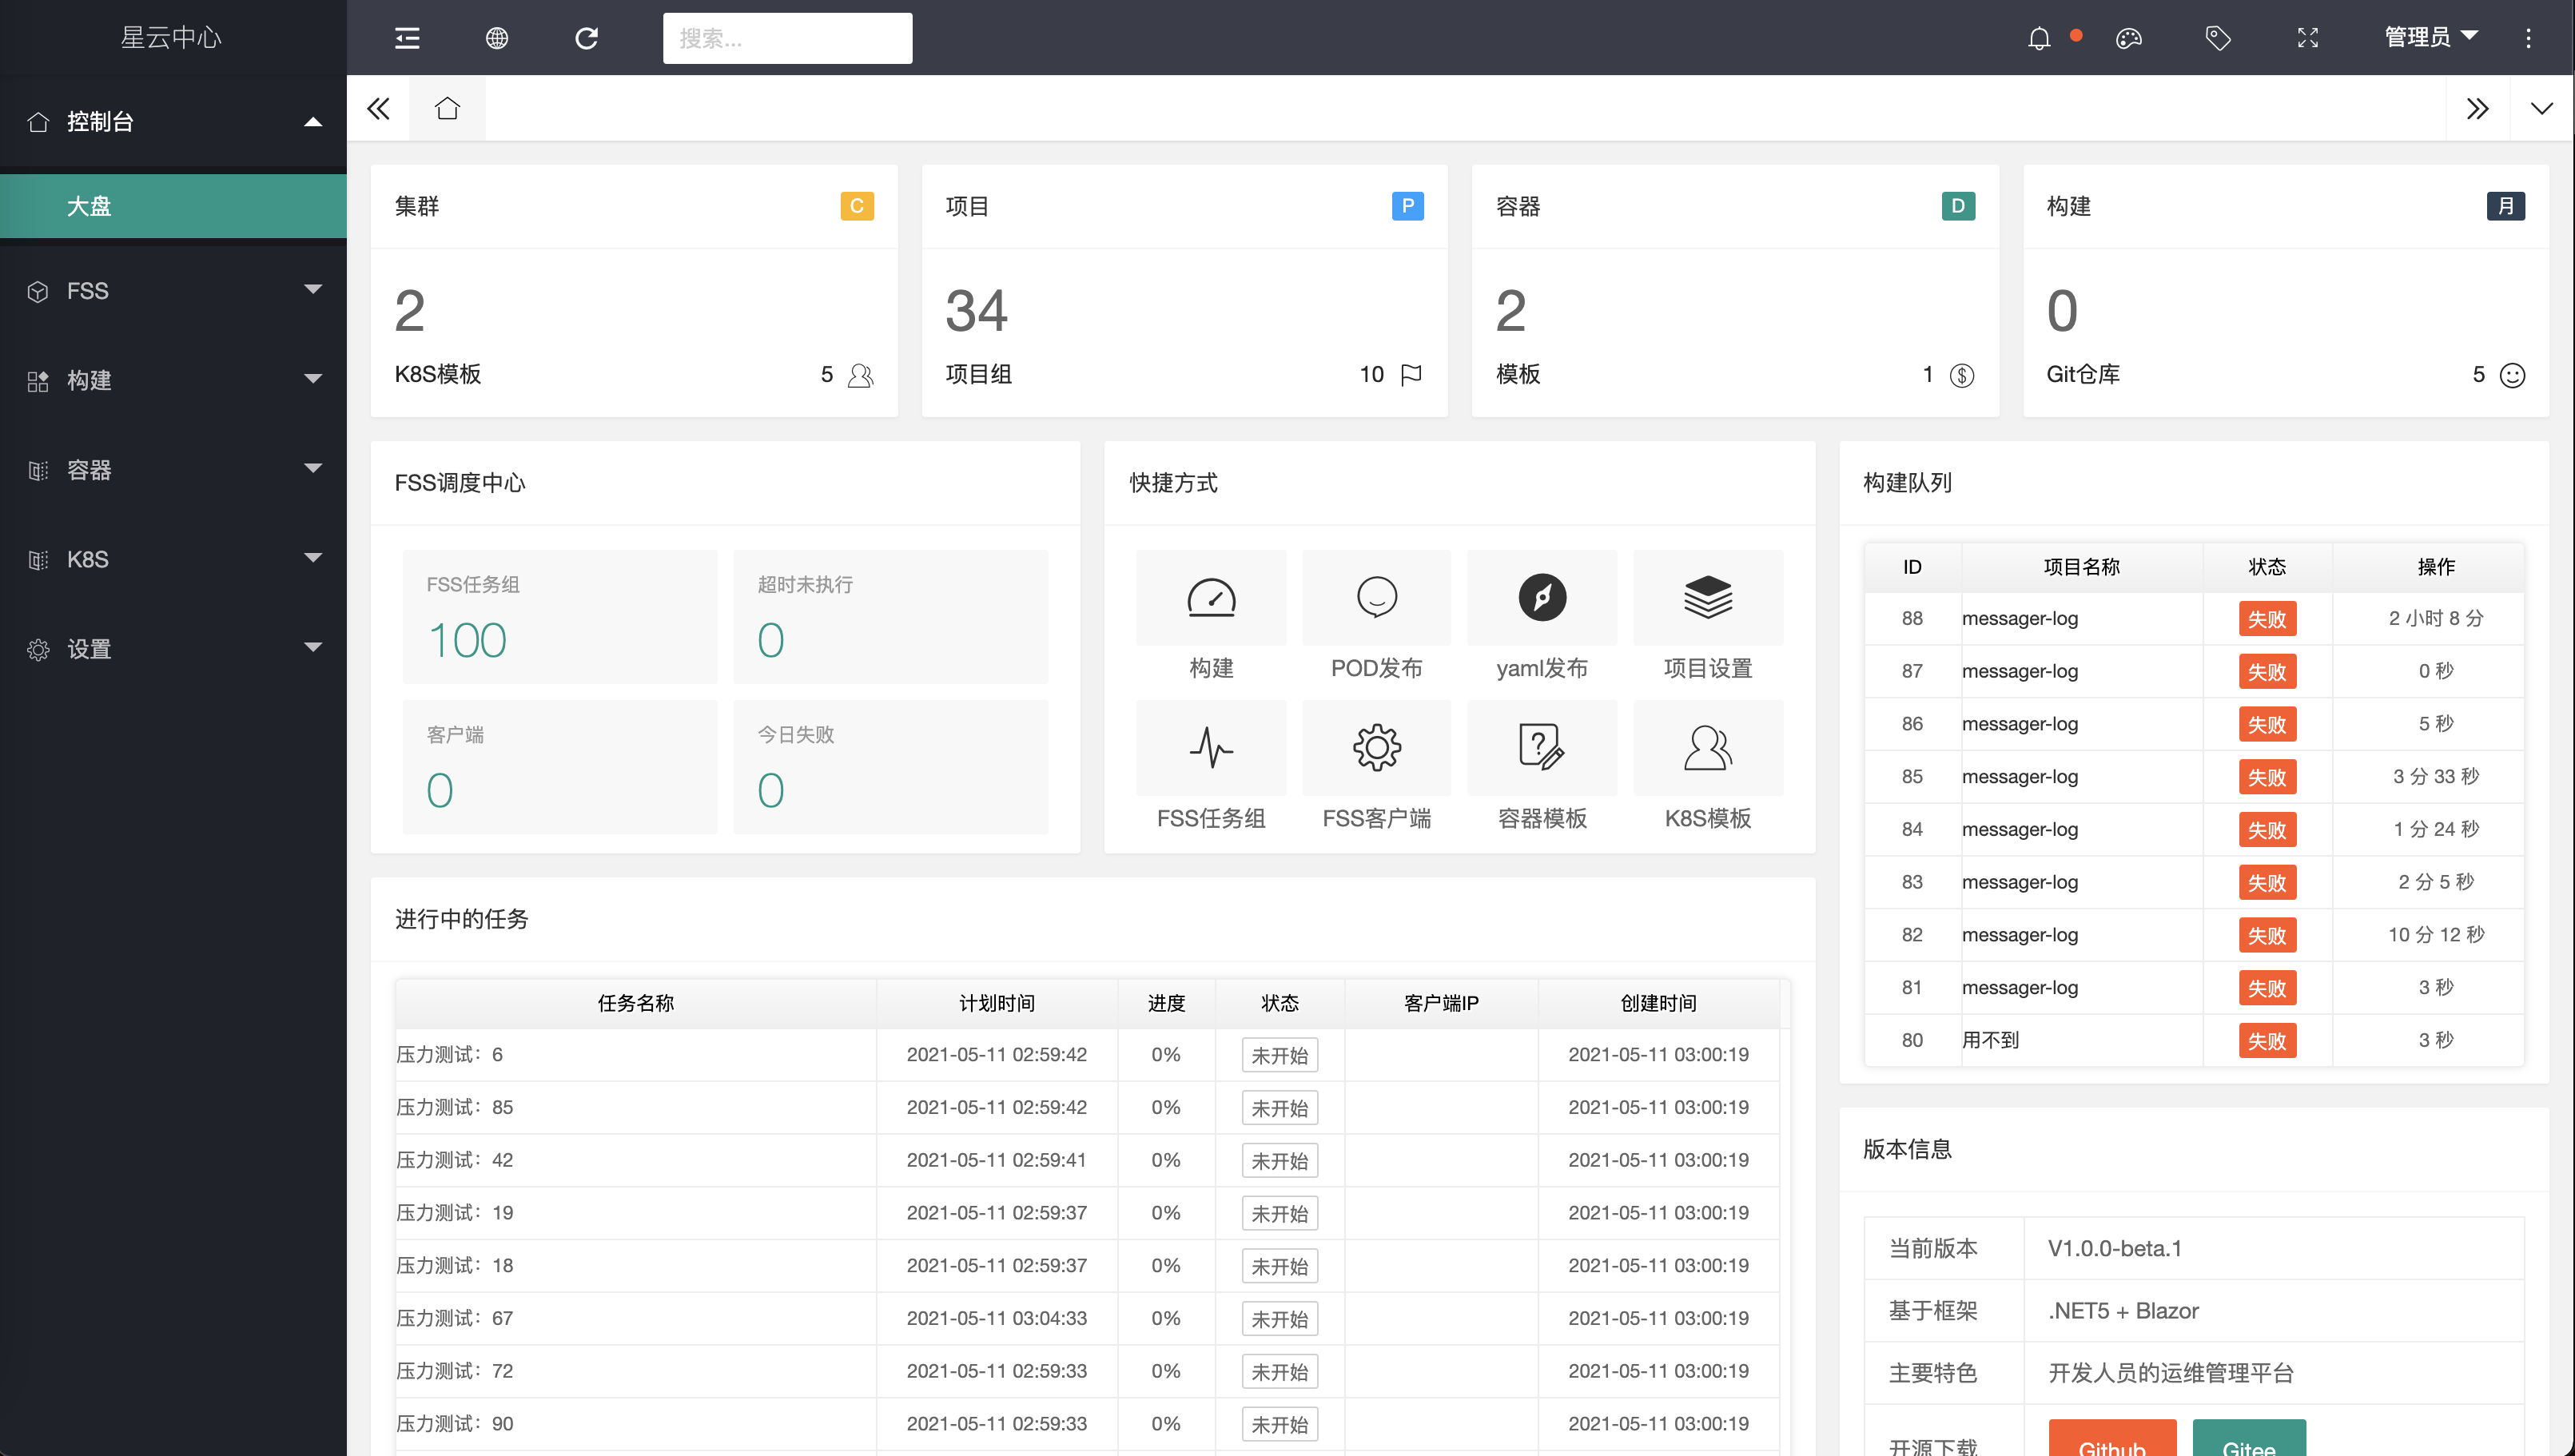 星云中心
搜索...
管理员
控制台
大盘
FSS
构建
容器
K8S
设置
集群 C
2
K8S模板 5
项目 P
34
项目组 10
容器 D
2
模板 1
构建 月
0
Git仓库 5
FSS调度中心
FSS任务组
100
超时未执行
0
客户端
0
今日失败
0
快捷方式
构建 POD发布 yaml发布 项目设置
FSS任务组 FSS客户端 容器模板 K8S模板
构建队列
ID 项目名称 状态 操作
88 messager-log 失败 2 小时 8 分
87 messager-log 失败 0 秒
86 messager-log 失败 5 秒
85 messager-log 失败 3 分 33 秒
84 messager-log 失败 1 分 24 秒
83 messager-log 失败 2 分 5 秒
82 messager-log 失败 10 分 12 秒
81 messager-log 失败 3 秒
80 用不到 失败 3 秒
进行中的任务
任务名称 计划时间 进度 状态 客户端IP 创建时间
压力测试：6 2021-05-11 02:59:42 0% 未开始 2021-05-11 03:00:19
压力测试：85 2021-05-11 02:59:42 0% 未开始 2021-05-11 03:00:19
压力测试：42 2021-05-11 02:59:41 0% 未开始 2021-05-11 03:00:19
压力测试：19 2021-05-11 02:59:37 0% 未开始 2021-05-11 03:00:19
压力测试：18 2021-05-11 02:59:37 0% 未开始 2021-05-11 03:00:19
压力测试：67 2021-05-11 03:04:33 0% 未开始 2021-05-11 03:00:19
压力测试：72 2021-05-11 02:59:33 0% 未开始 2021-05-11 03:00:19
压力测试：90 2021-05-11 02:59:33 0% 未开始 2021-05-11 03:00:19
版本信息
当前版本 V1.0.0-beta.1
基于框架 .NET5 + Blazor
主要特色 开发人员的运维管理平台
开源下载 Github Gitee